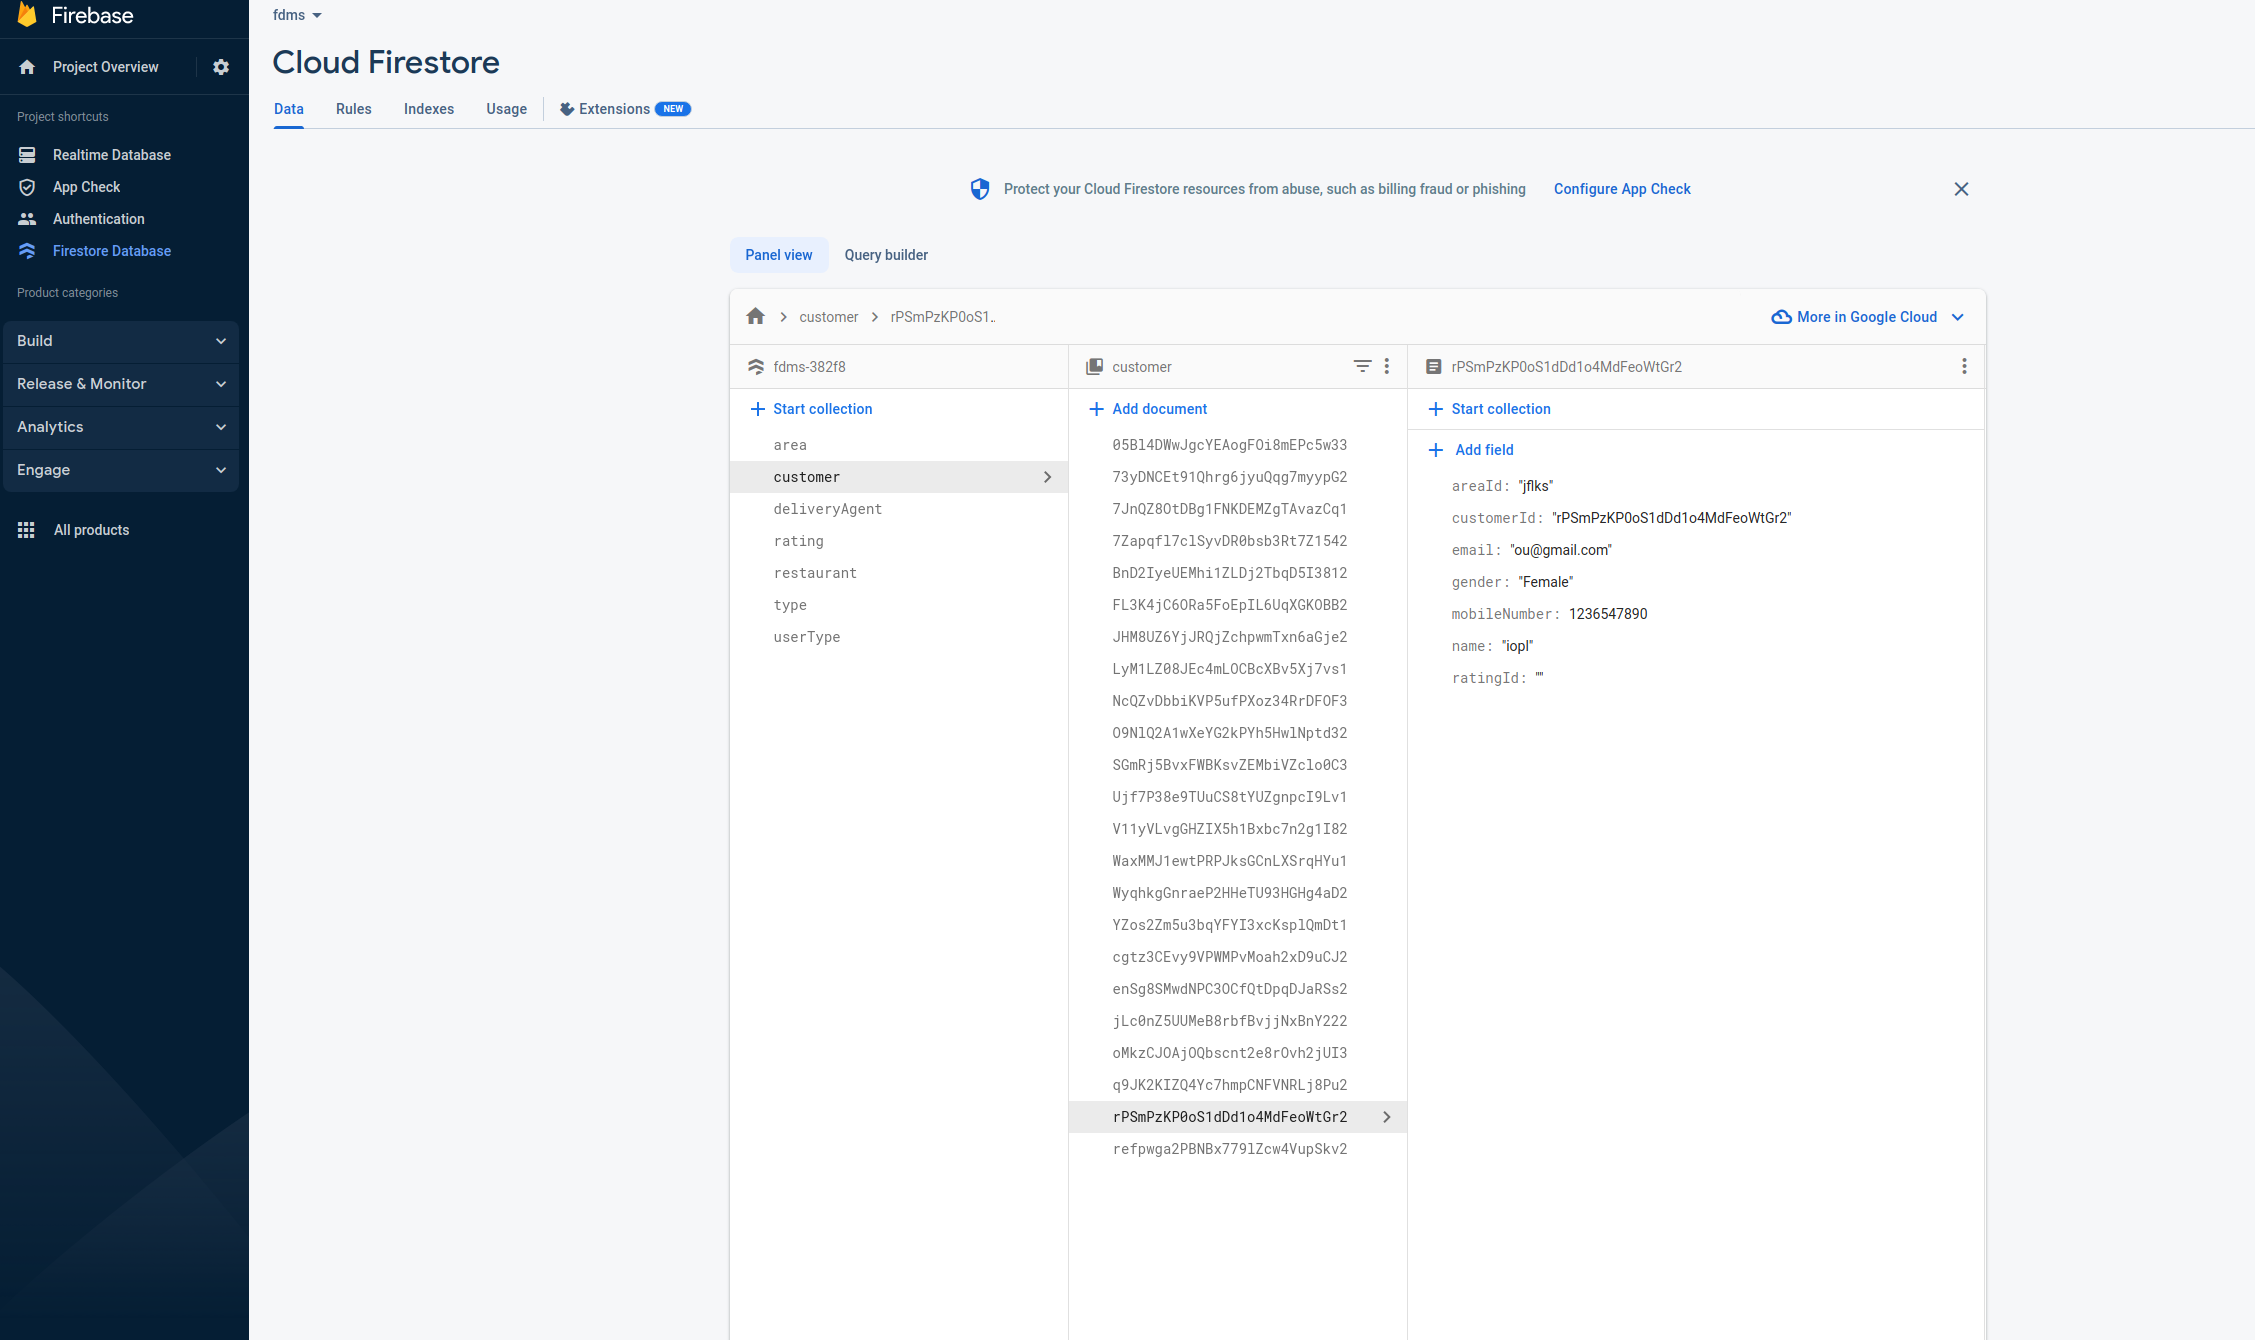 Firebase
Project Overview
Project shortcuts
Realtime Database
App Check
Authentication
Firestore Database
Product categories
Build
Release & Monitor
Analytics
Engage
All products
fdms
Cloud Firestore
Data Rules Indexes Usage Extensions NEW
Protect your Cloud Firestore resources from abuse, such as billing fraud or phishing Configure App Check
Panel view Query builder
customer rPSmPzKP0oS1.. More in Google Cloud
fdms-382f8
Start collection
area
customer
deliveryAgent
rating
restaurant
type
userType
customer
Add document
05Bl4DWwJgcYEAogFOi8mEPc5w33
73yDNCEt91Qhrg6jyuQqg7myypG2
7JnQZ8OtDBg1FNKDEMZgTAvazCq1
7Zapqfl7clSyvDR0bsb3Rt7Z1542
BnD2IyeUEMhi1ZLDj2TbqD5I3812
FL3K4jC6ORa5FoEpIL6UqXGKOBB2
JHM8UZ6YjJRQjZchpwmTxn6aGje2
LyM1LZ08JEc4mLOCBcXBv5Xj7vs1
NcQZvDbbiKVP5ufPXoz34RrDFOF3
O9NlQ2A1wXeYG2kPYh5HwlNptd32
SGmRj5BvxFWBKsvZEMbiVZclo0C3
Ujf7P38e9TUuCS8tYUZgnpcI9Lv1
V11yVLvgGHZIX5h1Bxbc7n2g1I82
WaxMMJ1ewtPRPJksGCnLXSrqHYu1
WyqhkgGnraeP2HHeTU93HGHg4aD2
YZos2Zm5u3bqYFYI3xcKsplQmDt1
cgtz3CEvy9VPWMPvMoah2xD9uCJ2
enSg8SMwdNPC3OCfQtDpqDJaRSs2
jLc0nZ5UUMeB8rbfBvjjNxBnY222
oMkzCJOAjOQbscnt2e8rOvh2jUI3
q9JK2KIZQ4Yc7hmpCNFVNRLj8Pu2
rPSmPzKP0oS1dDd1o4MdFeoWtGr2
refpwga2PBNBx779lZcw4VupSkv2
rPSmPzKP0oS1dDd1o4MdFeoWtGr2
Start collection
Add field
areaId: "jflks"
customerId: "rPSmPzKP0oS1dDd1o4MdFeoWtGr2"
email: "ou@gmail.com"
gender: "Female"
mobileNumber: 1236547890
name: "iopl"
ratingId: ""